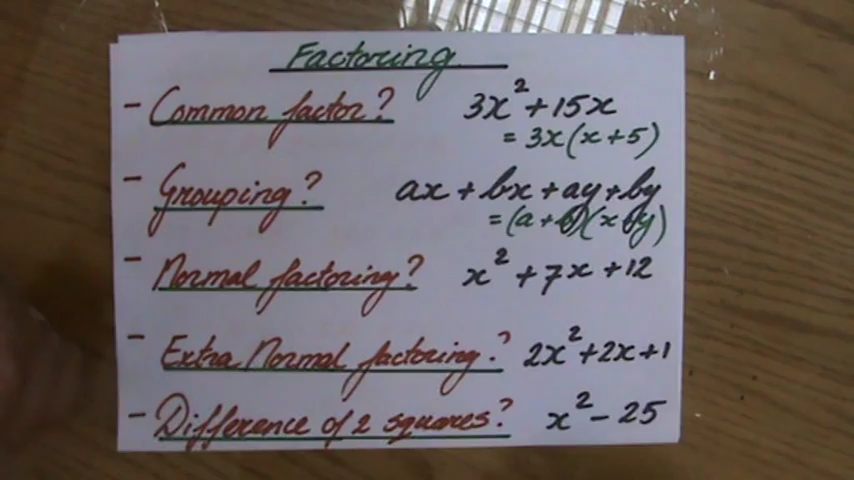 Factoring
- Common factor? 3x² + 15x
= 3x(x + 5)
- Grouping? ax + bx + ay + by
= (a + b)(x + y)
- Normal factoring? x² + 7x + 12
- Extra Normal factoring? 2x² + 2x + 1
- Difference of 2 squares? x² - 25